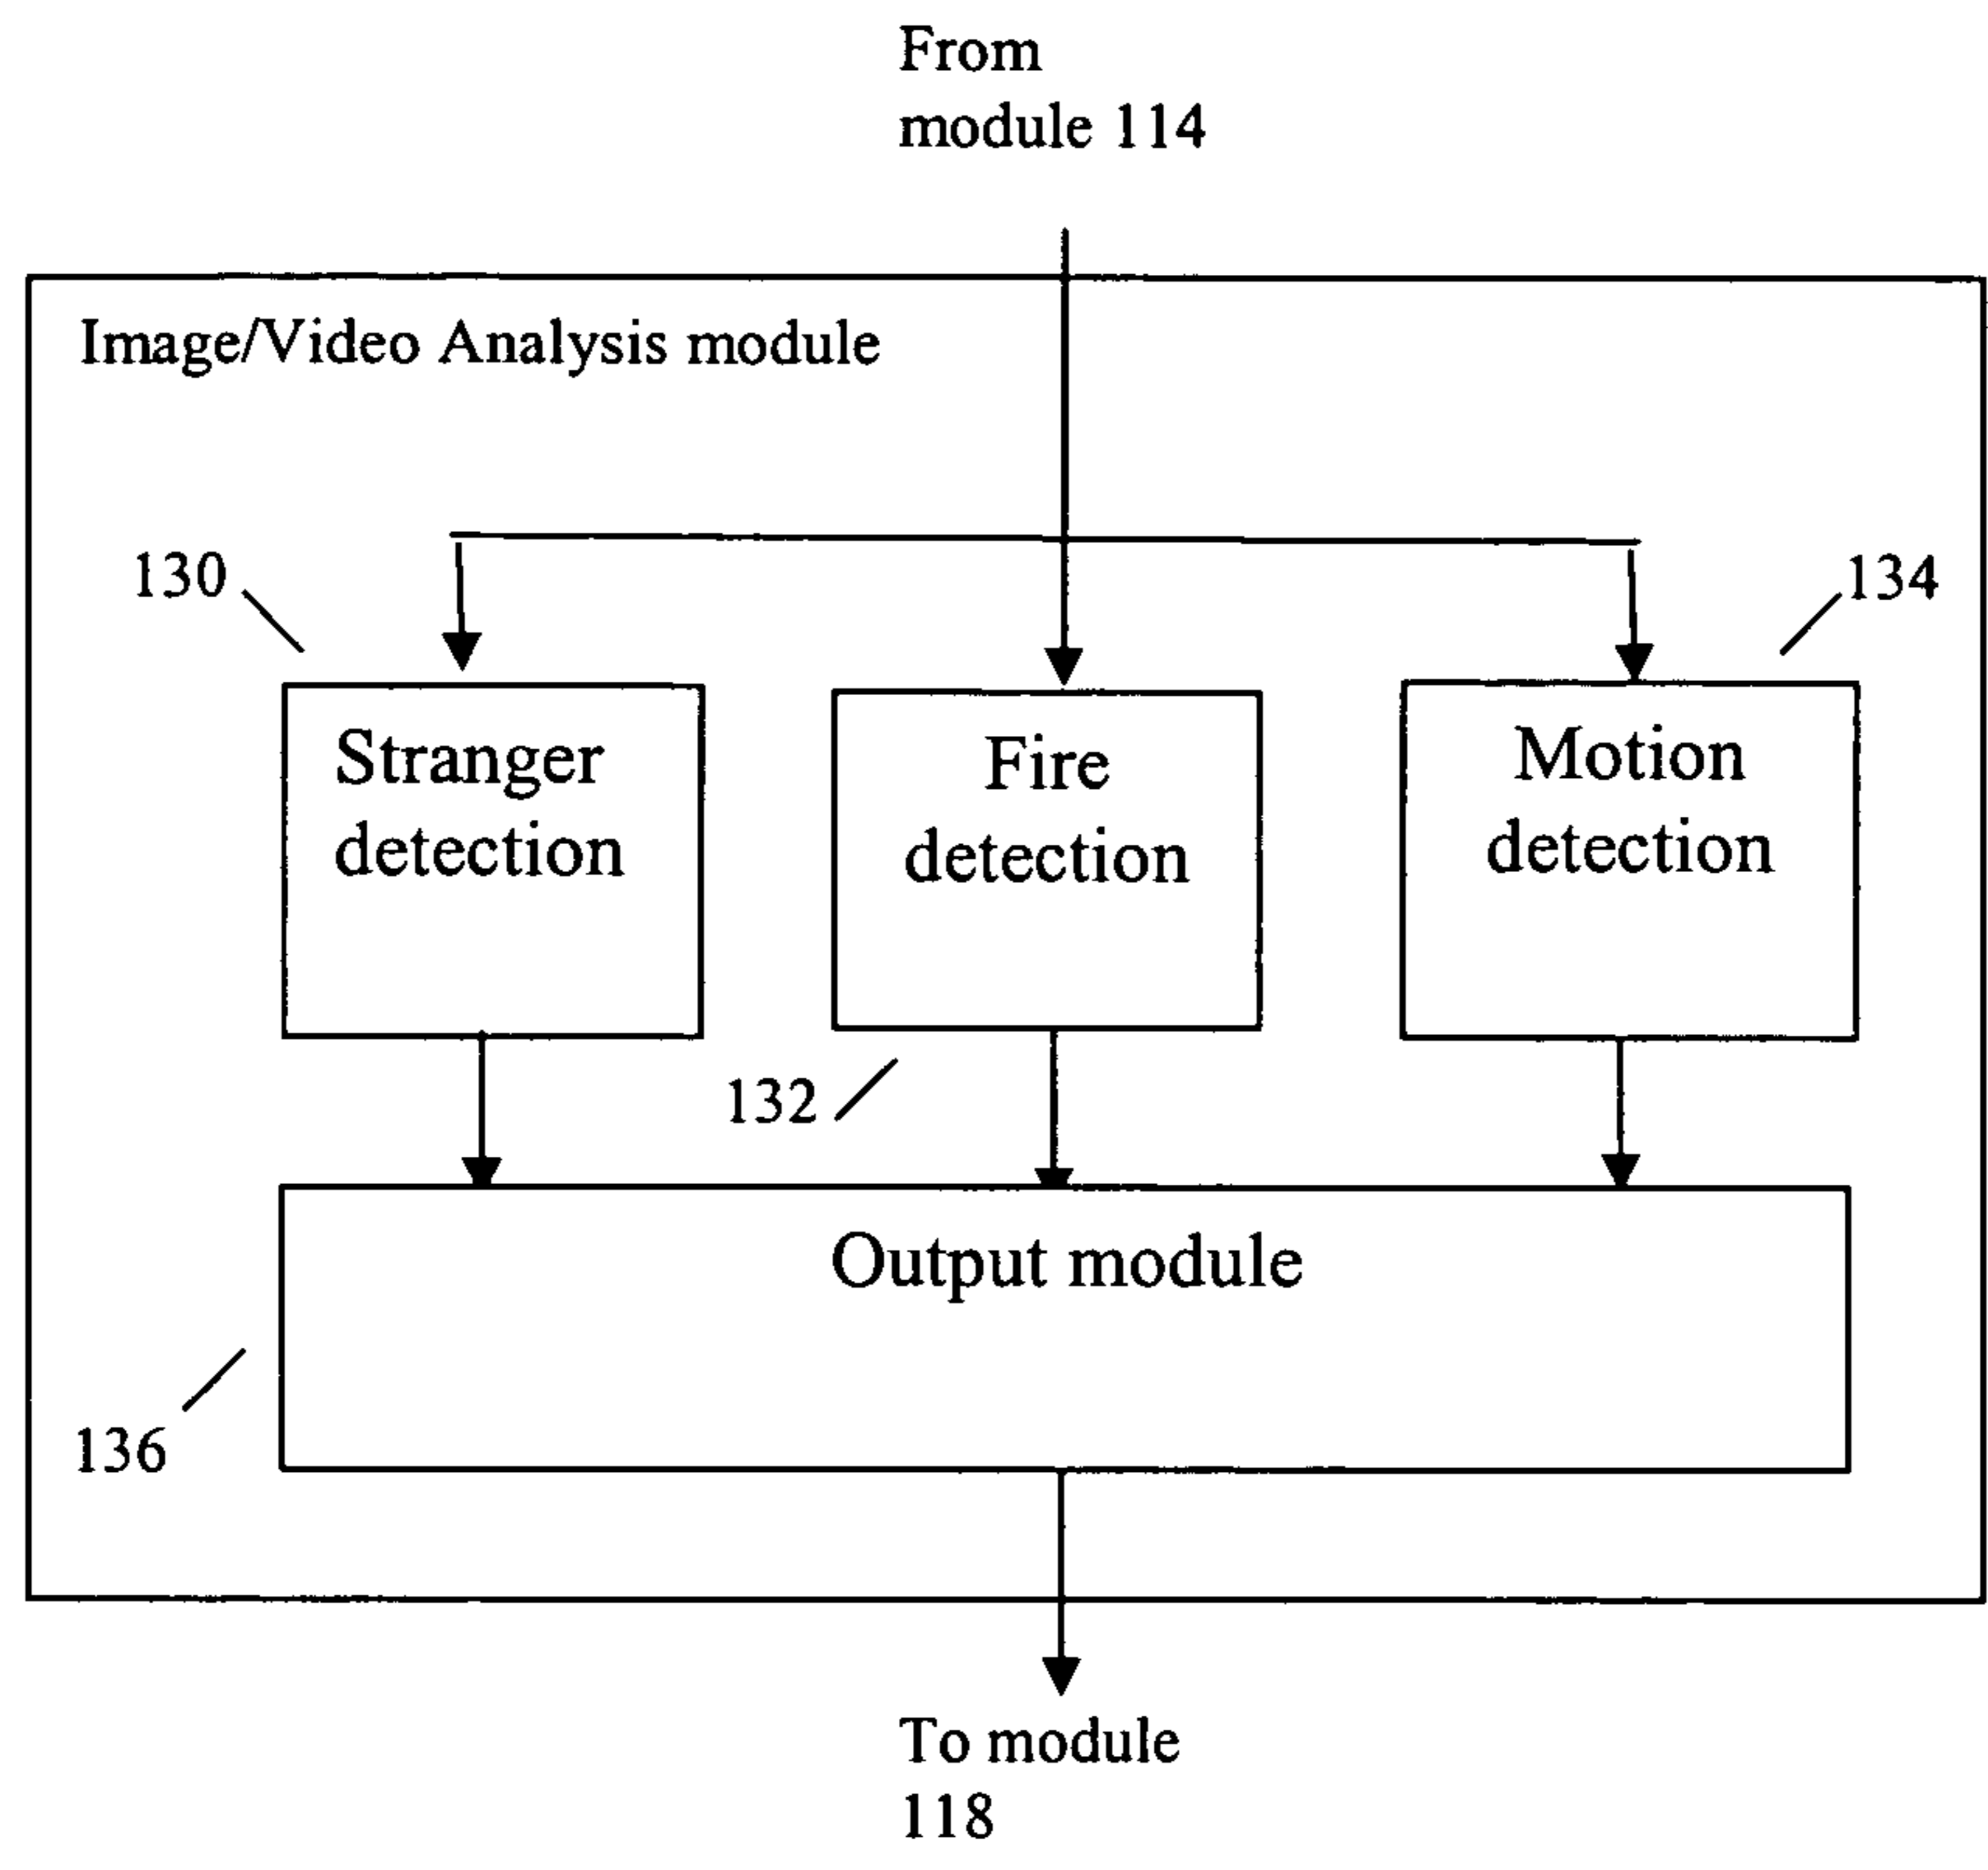 From
module 114
Image/Video Analysis module
130
134
Stranger
detection
Fire
detection
Motion
detection
132
Output module
136
To module
118